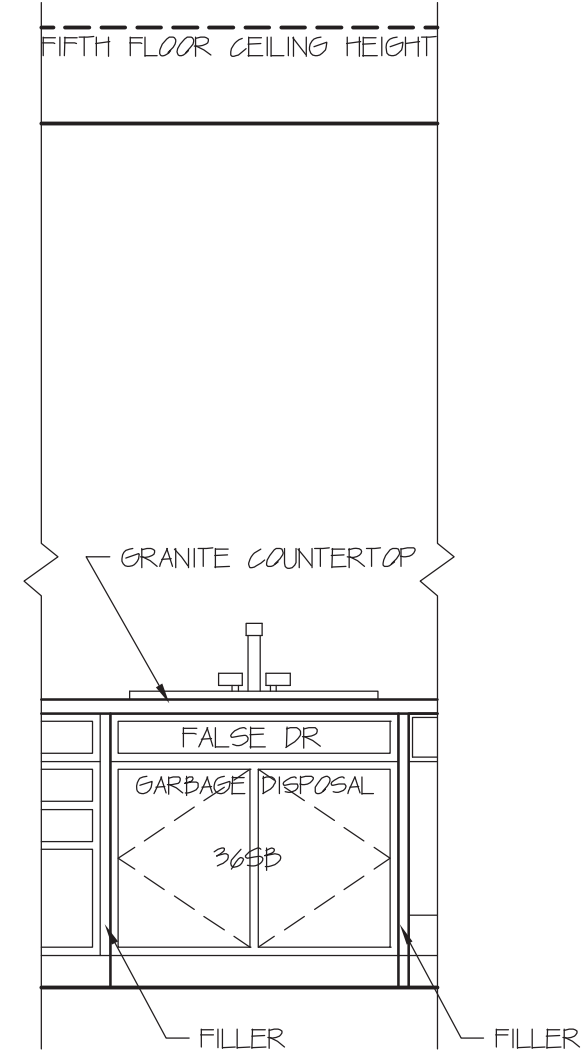 FIFTH FLOOR CEILING HEIGHT
GRANITE COUNTERTOP
FALSE DR
GARBAGE DISPOSAL
36SB
FILLER
FILLER